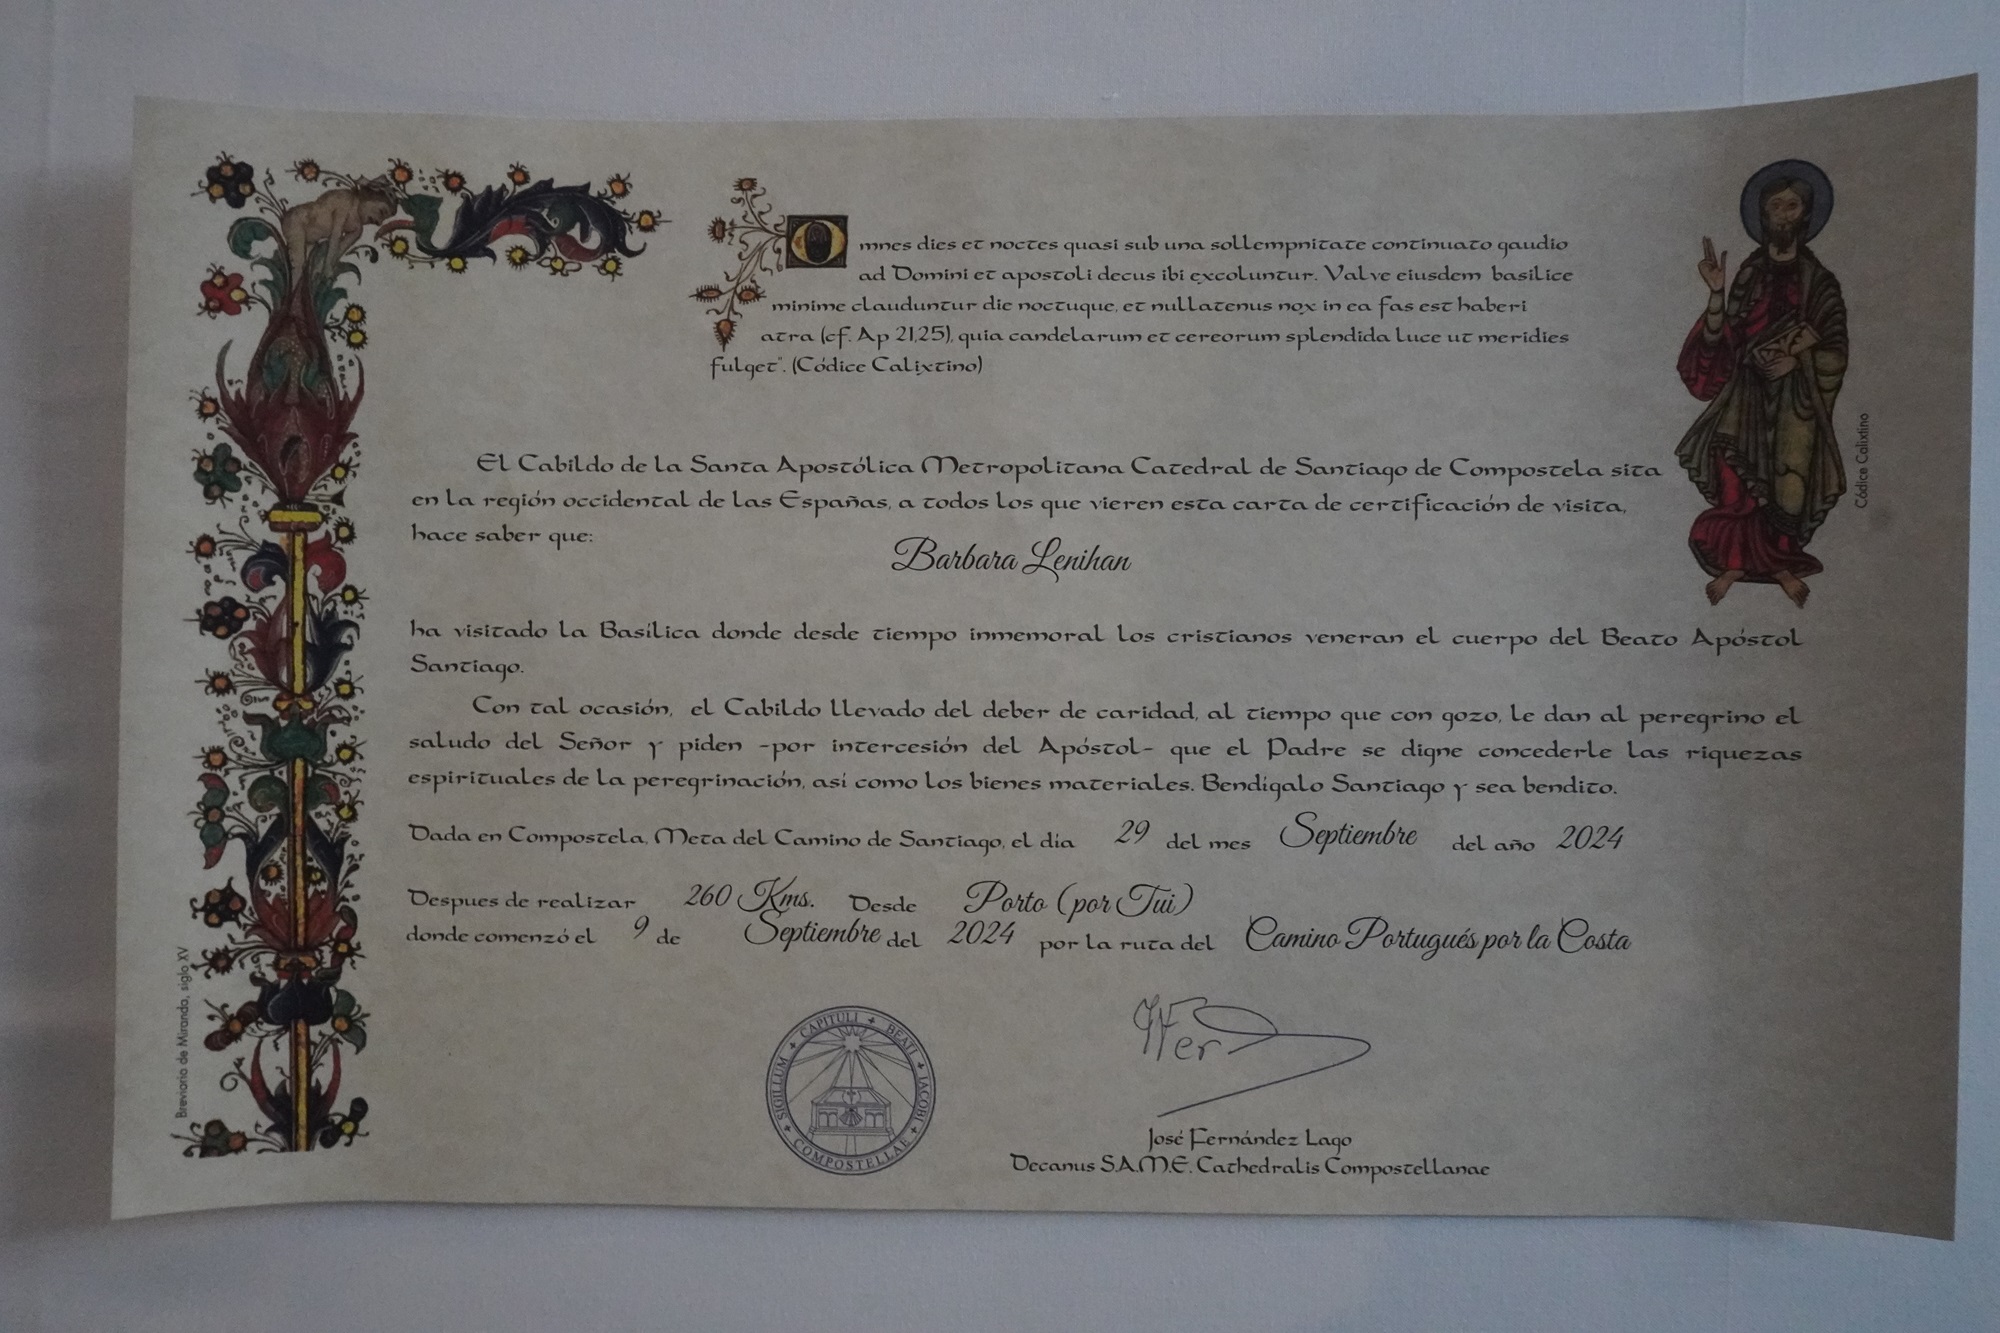 Omnes dies et noctes quasi sub una sollempnitate continuato gaudio
ad Domini et apostoli decus ibi excoluntur. Valve eiusdem basilice
minime clauduntur die noctuque, et nullatenus nox in ea fas est haberi
atra (cf. Ap 21,25), quia candelarum et cereorum splendida luce ut meridies
fulget". (Códice Calixtino)
Códice Calixtino
El Cabildo de la Santa Apostólica Metropolitana Catedral de Santiago de Compostela sita
en la región occidental de las Españas, a todos los que vieren esta carta de certificación de visita,
hace saber que:
Barbara Lenihan
ha visitado la Basílica donde desde tiempo inmemoral los cristianos veneran el cuerpo del Beato Apóstol
Santiago.
Con tal ocasión, el Cabildo llevado del deber de caridad, al tiempo que con gozo, le dan al peregrino el
saludo del Señor y piden -por intercesión del Apóstol- que el Padre se digne concederle las riquezas
espirituales de la peregrinación, así como los bienes materiales. Bendígalo Santiago y sea bendito.
Dada en Compostela, Meta del Camino de Santiago, el día 29 del mes Septiembre del año 2024
Despues de realizar 260 Kms. Desde Porto (por Tui)
donde comenzó el 9 de Septiembre del 2024 por la ruta del Camino Portugués por la Costa
Breviario de Miranda, siglo XV
SIGILLUM + CAPITULI + BEATI + IACOBI + COMPOSTELLAE +
José Fernández Lago
Decanus S.A.M.E. Cathedralis Compostellanae